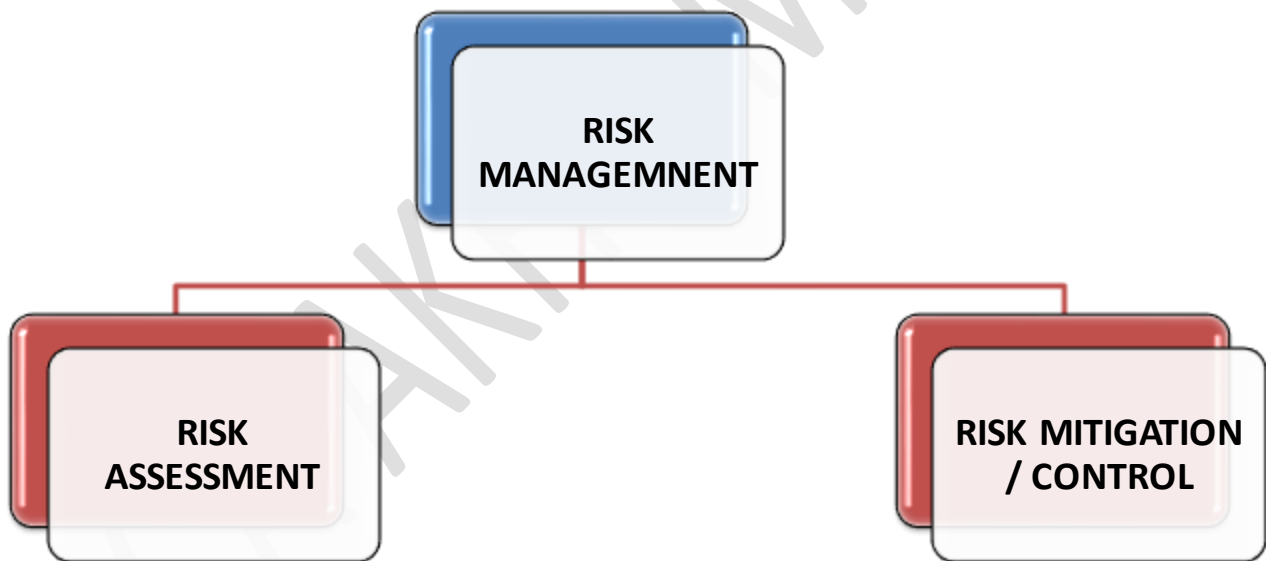 RISK
MANAGEMNENT
RISK
ASSESSMENT
RISK MITIGATION
/ CONTROL